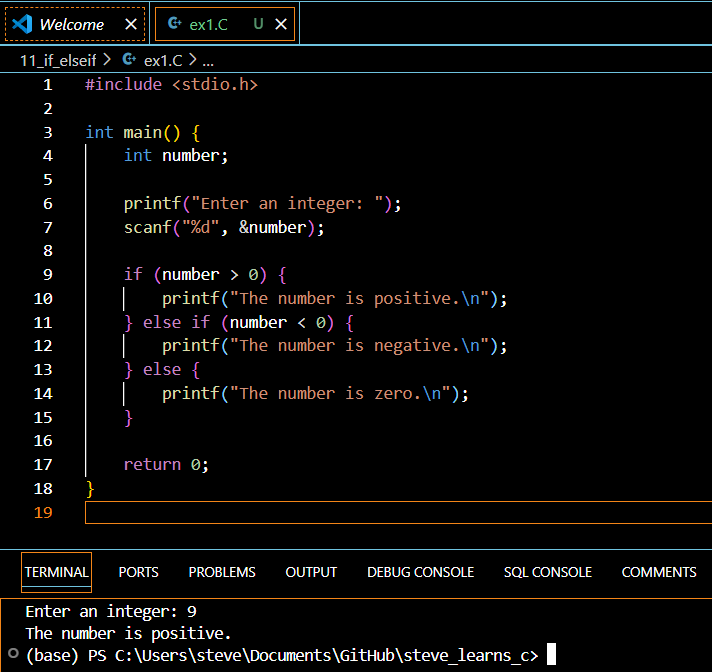 Welcome ex1.C U
11_if_elseif > ex1.C > ...
1 #include <stdio.h>
2
3 int main() {
4 int number;
5
6 printf("Enter an integer: ");
7 scanf("%d", &number);
8
9 if (number > 0) {
10 printf("The number is positive.\n");
11 } else if (number < 0) {
12 printf("The number is negative.\n");
13 } else {
14 printf("The number is zero.\n");
15 }
16
17 return 0;
18 }
19
TERMINAL PORTS PROBLEMS OUTPUT DEBUG CONSOLE SQL CONSOLE COMMENTS
Enter an integer: 9
The number is positive.
(base) PS C:\Users\steve\Documents\GitHub\steve_learns_c>